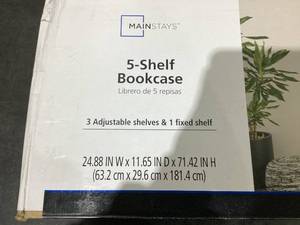 MAINSTAYS™
5-Shelf
Bookcase
Librero de 5 repisas
3 Adjustable shelves & 1 fixed shelf
24.88 IN W x 11.65 IN D x 71.42 IN H
(63.2 cm x 29.6 cm x 181.4 cm)